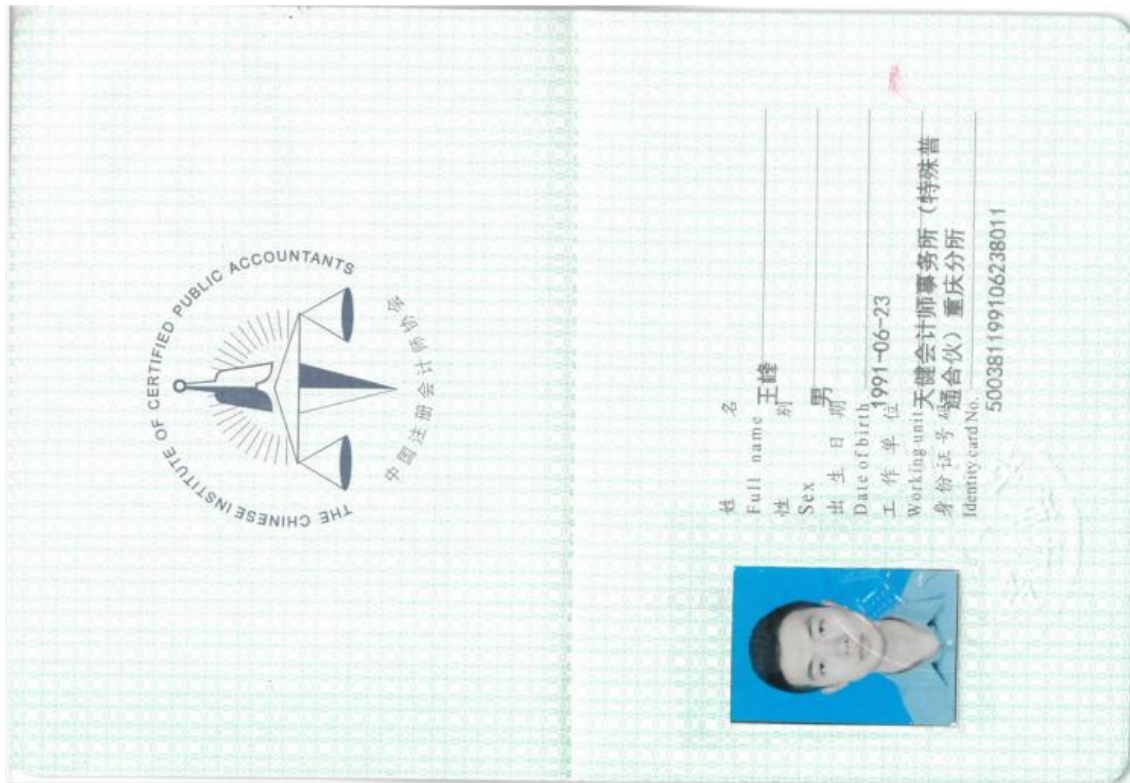 THE CHINESE INSTITUTE OF CERTIFIED PUBLIC ACCOUNTANTS
中国注册会计师协会
姓 名
Full name
王峰
性 别
Sex
男
出 生 日 期
Date of birth
1991-06-23
工 作 单 位
Working unit
天健会计师事务所（特殊普
通合伙）重庆分所
身 份 证 号 码
Identity card No.
500381199106238011